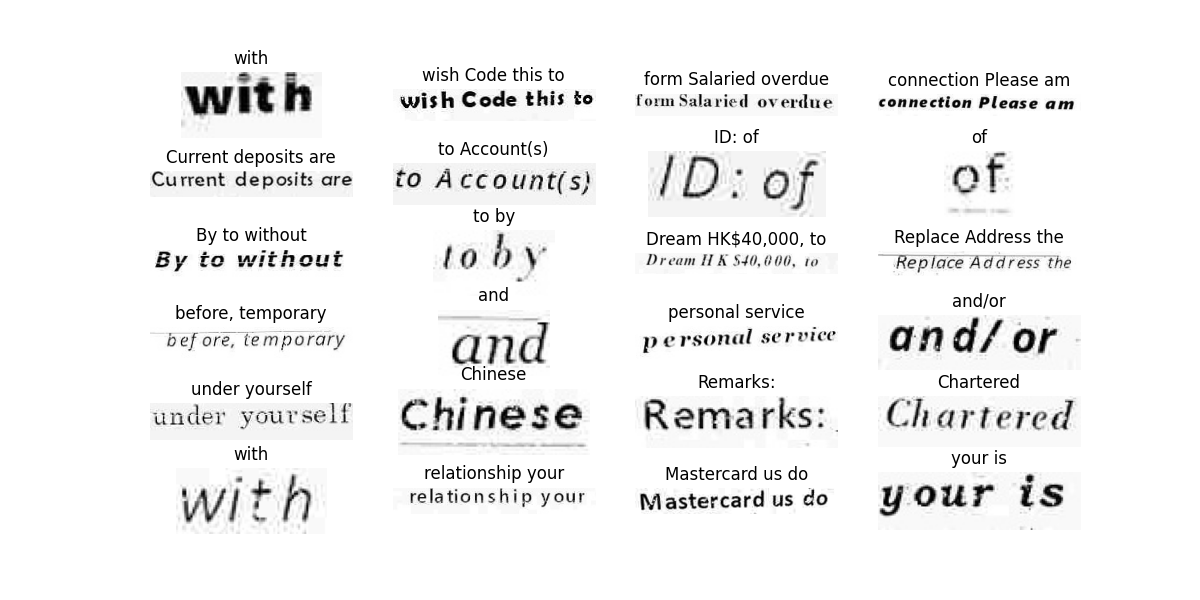 with
with
wish Code this to
wish Code this to
form Salaried overdue
form Salaried overdue
connection Please am
connection Please am
Current deposits are
Current deposits are
to Account(s)
to Account(s)
ID: of
ID: of
of
of
By to without
By to without
to by
to by
Dream HK$40,000, to
Dream HK$40,000, to
Replace Address the
Replace Address the
before, temporary
before, temporary
and
and
personal service
personal service
and/or
and/or
under yourself
under yourself
Chinese
Chinese
Remarks:
Remarks:
Chartered
Chartered
with
with
relationship your
relationship your
Mastercard us do
Mastercard us do
your is
your is